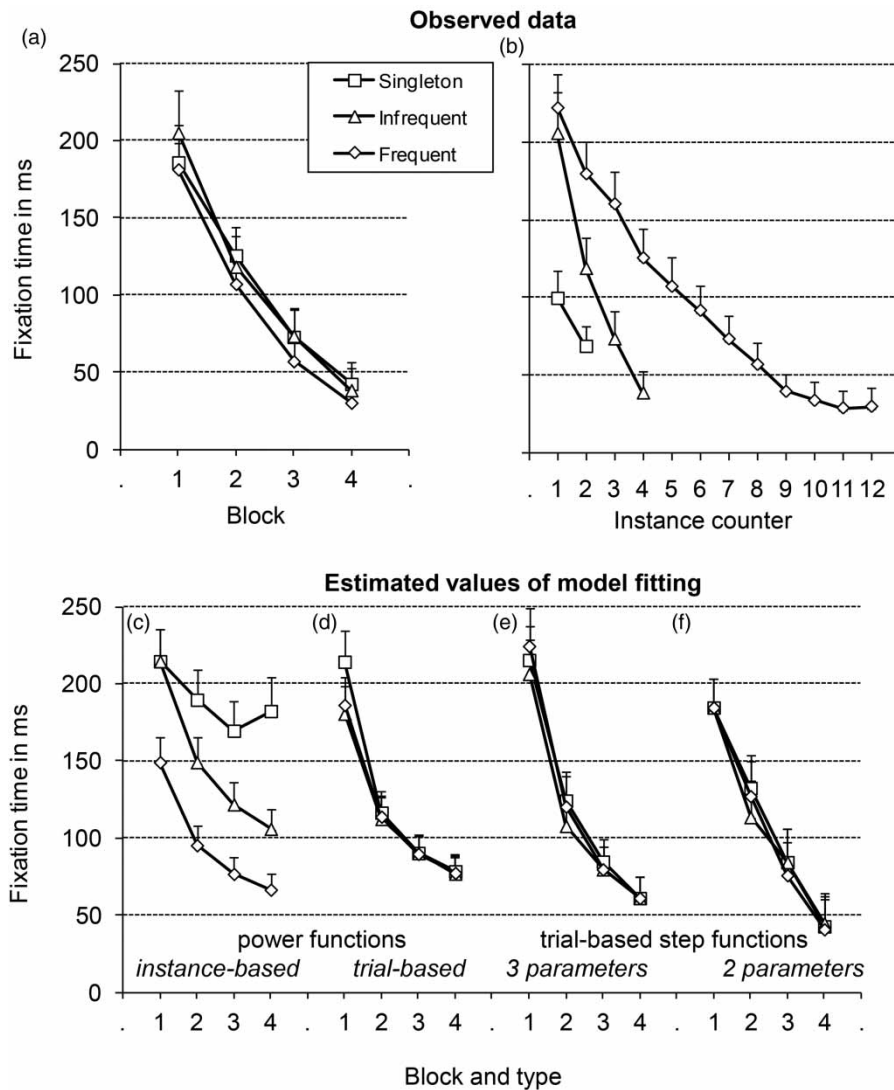 Observed data
(a)
(b)
250
200
150
100
50
0
Fixation time in ms
Singleton
Infrequent
Frequent
. 1 2 3 4 .
Block
. 1 2 3 4 5 6 7 8 9 10 11 12
Instance counter
Estimated values of model fitting
(c) (d) (e) (f)
250
200
150
100
50
0
Fixation time in ms
power functions
trial-based step functions
instance-based trial-based 3 parameters 2 parameters
. 1 2 3 4 . 1 2 3 4 . 1 2 3 4 . 1 2 3 4 .
Block and type